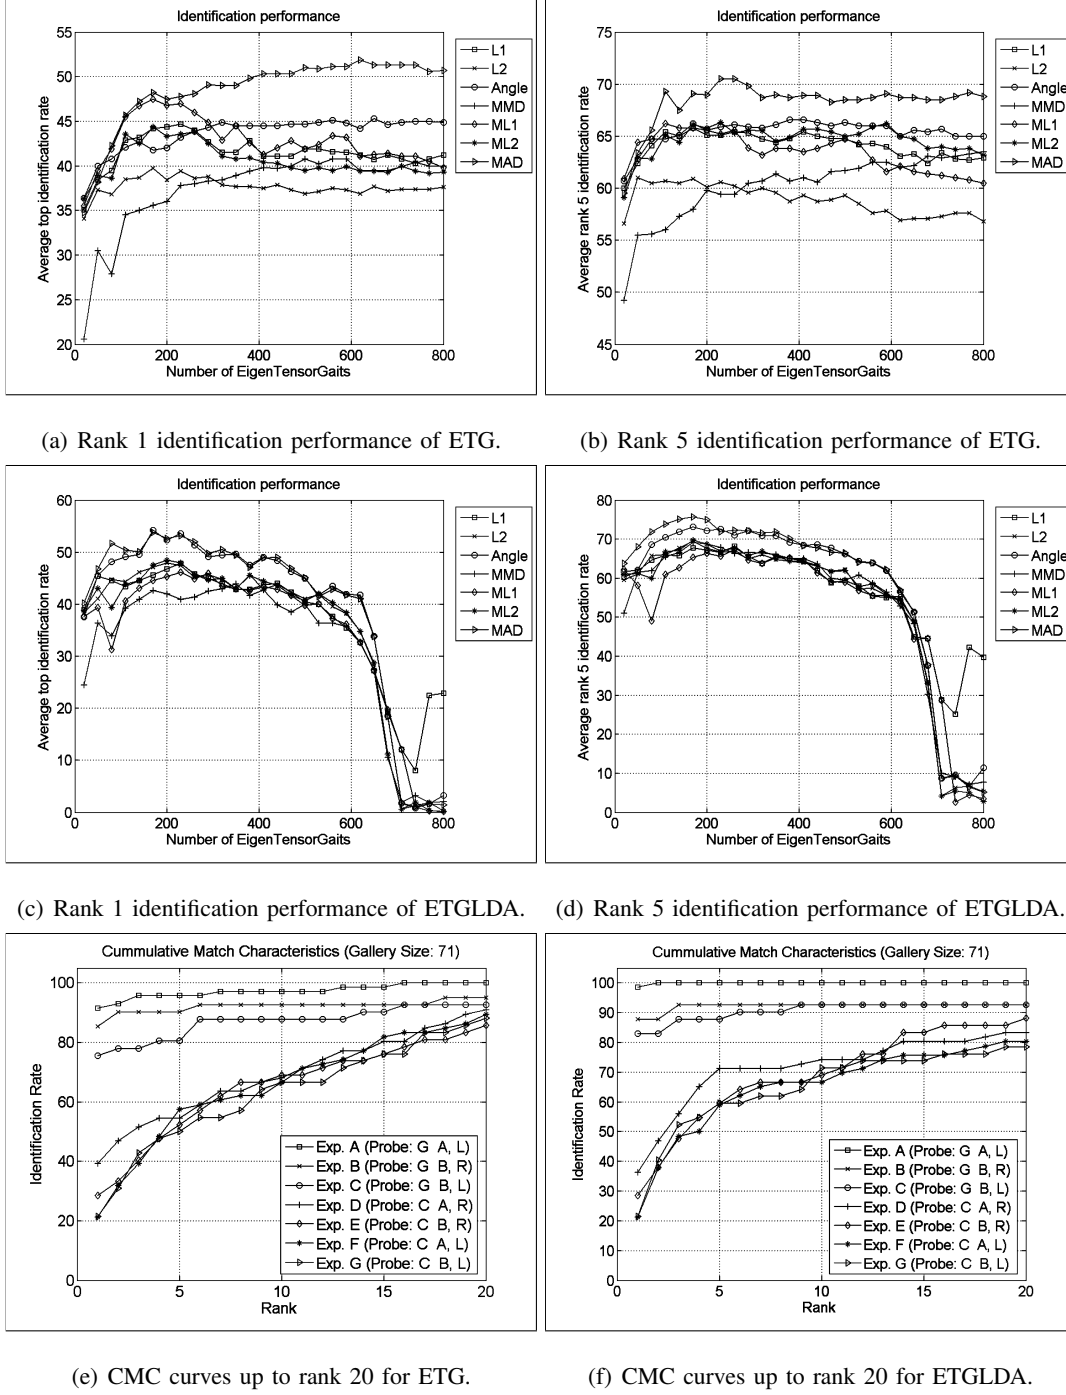 Identification performance
Average top identification rate
55
50
45
40
35
30
25
20
0
200
400
600
800
Number of EigenTensorGaits
L1
L2
Angle
MMD
ML1
ML2
MAD
(a) Rank 1 identification performance of ETG.
Identification performance
Average rank 5 identification rate
75
70
65
60
55
50
45
0
200
400
600
800
Number of EigenTensorGaits
L1
L2
Angle
MMD
ML1
ML2
MAD
(b) Rank 5 identification performance of ETG.
Identification performance
Average top identification rate
60
50
40
30
20
10
0
0
200
400
600
800
Number of EigenTensorGaits
L1
L2
Angle
MMD
ML1
ML2
MAD
(c) Rank 1 identification performance of ETGLDA.
Identification performance
Average rank 5 identification rate
80
70
60
50
40
30
20
10
0
0
200
400
600
800
Number of EigenTensorGaits
L1
L2
Angle
MMD
ML1
ML2
MAD
(d) Rank 5 identification performance of ETGLDA.
Cummulative Match Characteristics (Gallery Size: 71)
Identification Rate
100
80
60
40
20
0
0
5
10
15
20
Rank
Exp. A (Probe: G A, L)
Exp. B (Probe: G B, R)
Exp. C (Probe: G B, L)
Exp. D (Probe: C A, R)
Exp. E (Probe: C B, R)
Exp. F (Probe: C A, L)
Exp. G (Probe: C B, L)
(e) CMC curves up to rank 20 for ETG.
Cummulative Match Characteristics (Gallery Size: 71)
Identification Rate
100
90
80
70
60
50
40
30
20
10
0
0
5
10
15
20
Rank
Exp. A (Probe: G A, L)
Exp. B (Probe: G B, R)
Exp. C (Probe: G B, L)
Exp. D (Probe: C A, R)
Exp. E (Probe: C B, R)
Exp. F (Probe: C A, L)
Exp. G (Probe: C B, L)
(f) CMC curves up to rank 20 for ETGLDA.